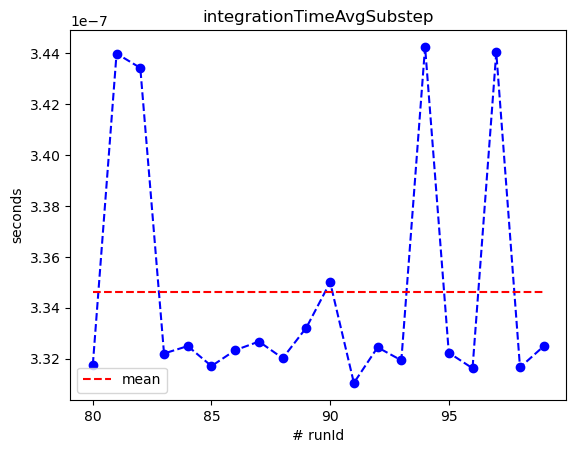 integrationTimeAvgSubstep
1e−7
3.44
3.42
3.40
3.38
3.36
3.34
3.32
seconds
mean
80
85
90
95
# runId